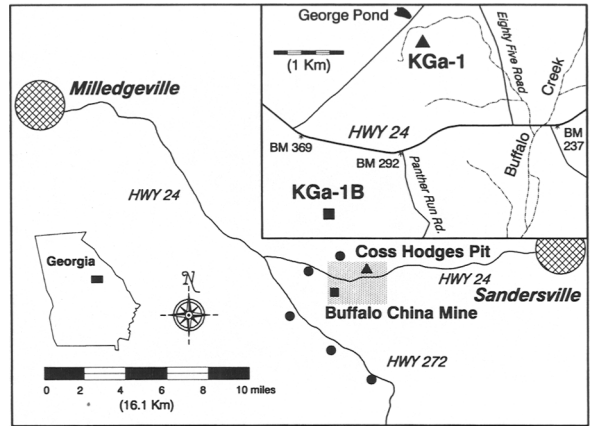 George Pond
(1 Km)
KGa-1
Eighty Five Road
Creek
Buffalo
HWY 24
BM 369
BM 292
BM
237
Panther Run Rd.
KGa-1B
Milledgeville
HWY 24
Georgia
N
Coss Hodges Pit
HWY 24
Sandersville
Buffalo China Mine
HWY 272
0 2 4 6 8 10 miles
(16.1 Km)